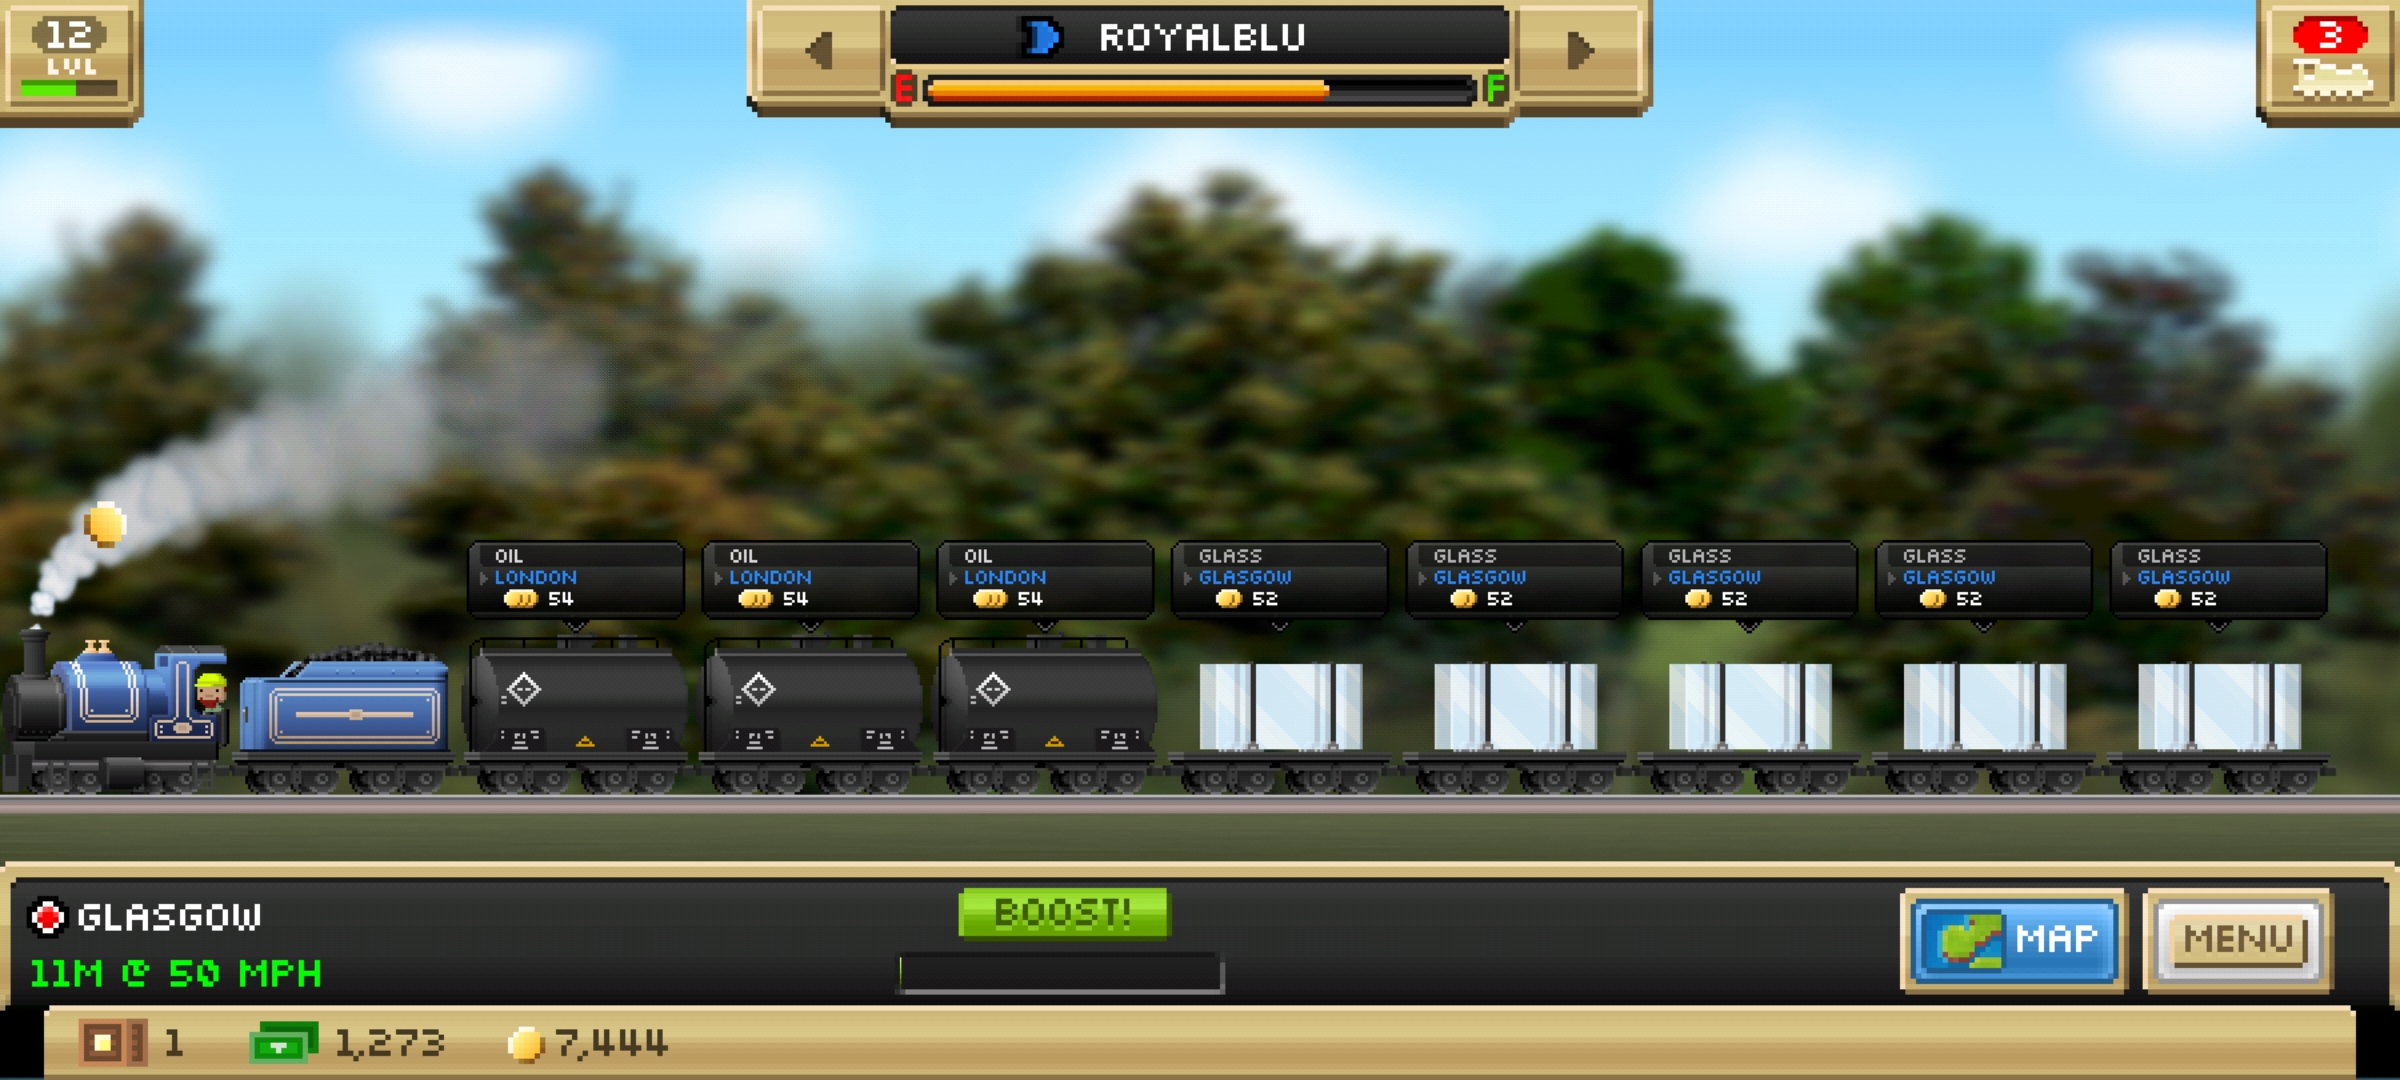 12
LVL
ROYALBLU
E
F
3
OIL
LONDON
54
OIL
LONDON
54
OIL
LONDON
54
GLASS
GLASGOW
52
GLASS
GLASGOW
52
GLASS
GLASGOW
52
GLASS
GLASGOW
52
GLASS
GLASGOW
52
GLASGOW
11M @ 50 MPH
BOOST!
MAP
MENU
1
1,273
7,444